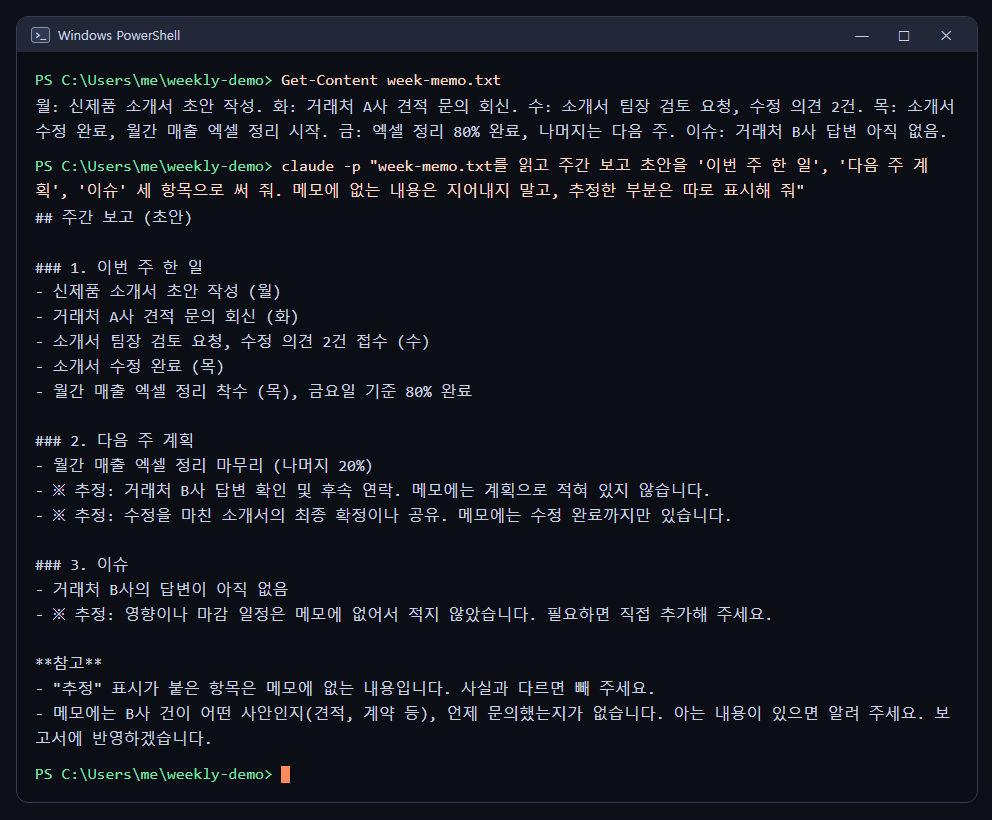 Windows PowerShell
PS C:\Users\me\weekly-demo> Get-Content week-memo.txt
월: 신제품 소개서 초안 작성. 화: 거래처 A사 견적 문의 회신. 수: 소개서 팀장 검토 요청, 수정 의견 2건. 목: 소개서
수정 완료, 월간 매출 엑셀 정리 시작. 금: 엑셀 정리 80% 완료, 나머지는 다음 주. 이슈: 거래처 B사 답변 아직 없음.
PS C:\Users\me\weekly-demo> claude -p "week-memo.txt를 읽고 주간 보고 초안을 '이번 주 한 일', '다음 주 계
획', '이슈' 세 항목으로 써 줘. 메모에 없는 내용은 지어내지 말고, 추정한 부분은 따로 표시해 줘"
## 주간 보고 (초안)
### 1. 이번 주 한 일
- 신제품 소개서 초안 작성 (월)
- 거래처 A사 견적 문의 회신 (화)
- 소개서 팀장 검토 요청, 수정 의견 2건 접수 (수)
- 소개서 수정 완료 (목)
- 월간 매출 엑셀 정리 착수 (목), 금요일 기준 80% 완료
### 2. 다음 주 계획
- 월간 매출 엑셀 정리 마무리 (나머지 20%)
- ※ 추정: 거래처 B사 답변 확인 및 후속 연락. 메모에는 계획으로 적혀 있지 않습니다.
- ※ 추정: 수정을 마친 소개서의 최종 확정이나 공유. 메모에는 수정 완료까지만 있습니다.
### 3. 이슈
- 거래처 B사의 답변이 아직 없음
- ※ 추정: 영향이나 마감 일정은 메모에 없어서 적지 않았습니다. 필요하면 직접 추가해 주세요.
**참고**
- "추정" 표시가 붙은 항목은 메모에 없는 내용입니다. 사실과 다르면 빼 주세요.
- 메모에는 B사 건이 어떤 사안인지(견적, 계약 등), 언제 문의했는지가 없습니다. 아는 내용이 있으면 알려 주세요. 보
고서에 반영하겠습니다.
PS C:\Users\me\weekly-demo>